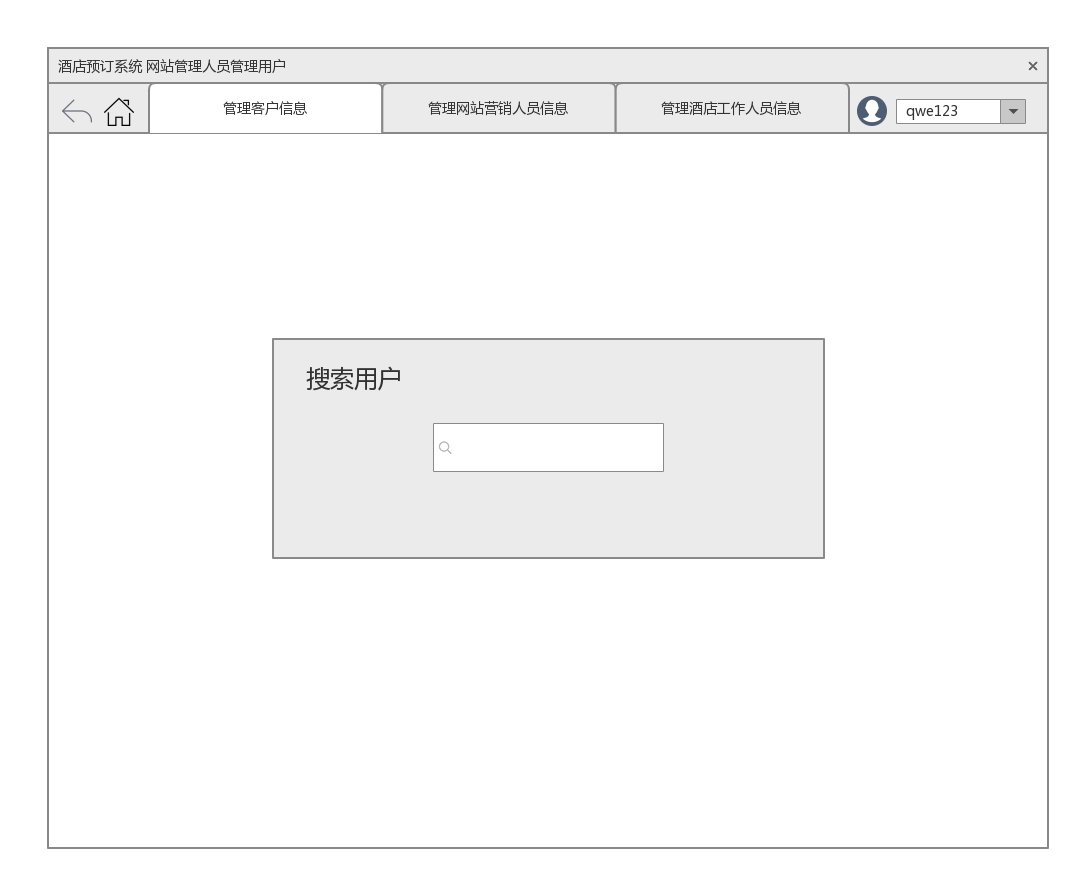 酒店预订系统 网站管理人员管理用户
管理客户信息
管理网站营销人员信息
管理酒店工作人员信息
qwe123
搜索用户